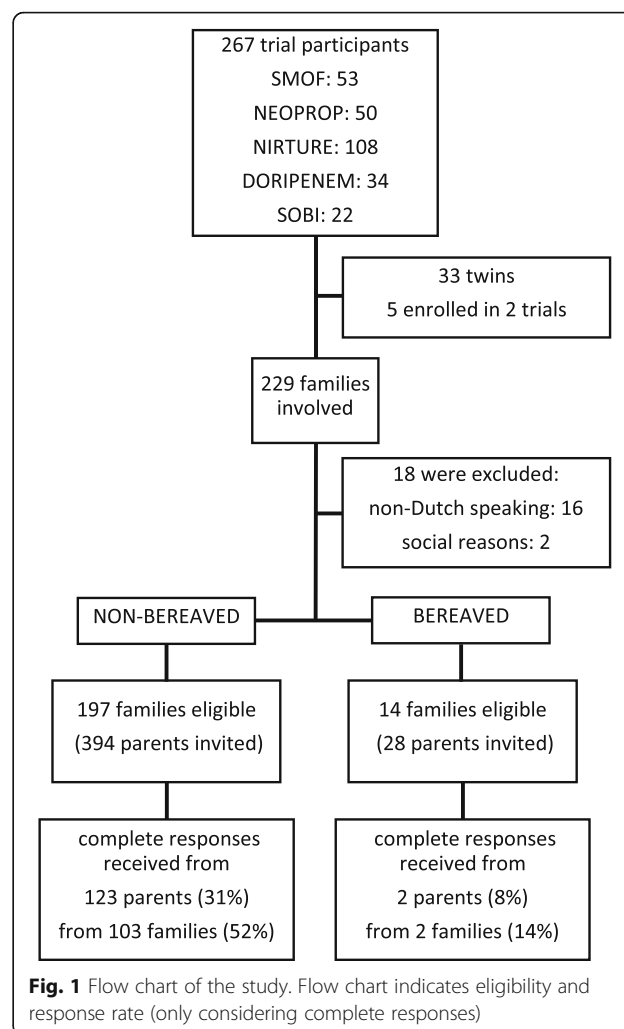 267 trial participants
SMOF: 53
NEOPROP: 50
NIRTURE: 108
DORIPENEM: 34
SOBI: 22
33 twins
5 enrolled in 2 trials
229 families
involved
18 were excluded:
non-Dutch speaking: 16
social reasons: 2
NON-BEREAVED
BEREAVED
197 families eligible
(394 parents invited)
14 families eligible
(28 parents invited)
complete responses
received from
123 parents (31%)
from 103 families (52%)
complete responses
received from
2 parents (8%)
from 2 families (14%)
Fig. 1 Flow chart of the study. Flow chart indicates eligibility and
response rate (only considering complete responses)